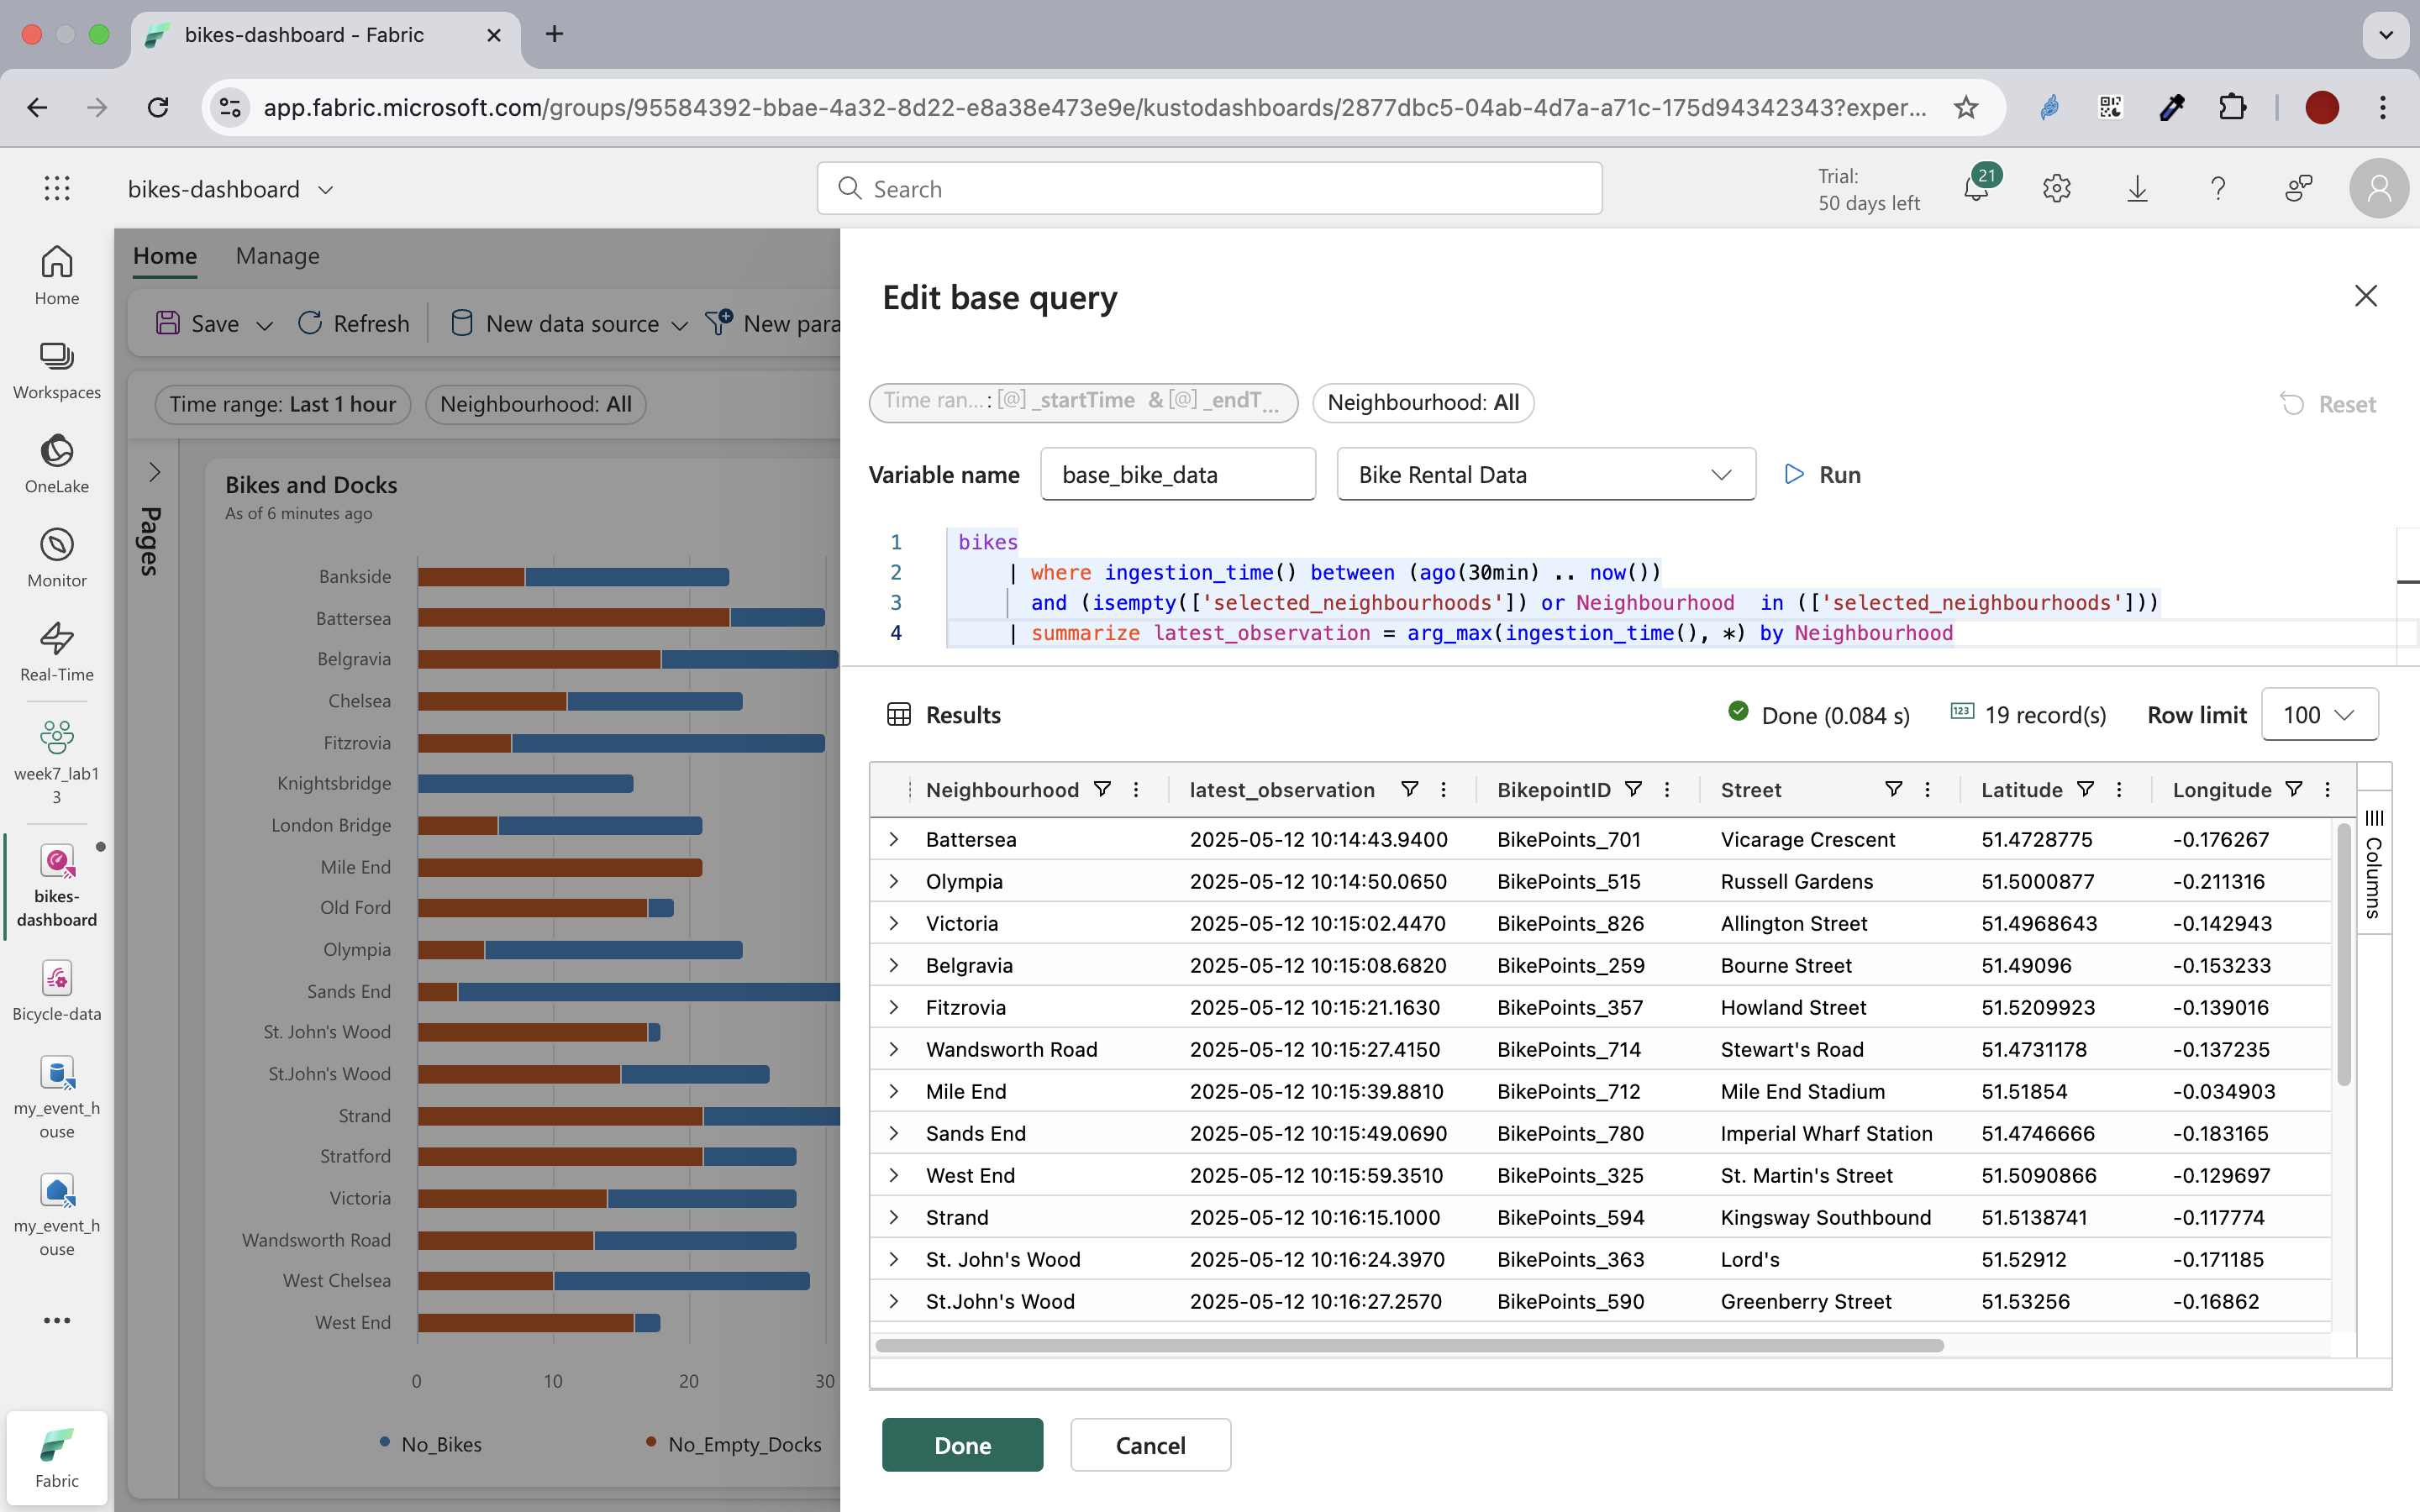 bikes-dashboard - Fabric
app.fabric.microsoft.com/groups/95584392-bbae-4a32-8d22-e8a38e473e9e/kustodashboards/2877dbc5-04ab-4d7a-a71c-175d94342343?exper...
bikes-dashboard
Search
Trial:
50 days left
21
Home
Workspaces
OneLake
Monitor
Real-Time
week7_lab1
3
bikes-
dashboard
Bicycle-data
my_event_h
ouse
my_event_h
ouse
Fabric
Home Manage
Save Refresh New data source New para
Time range: Last 1 hour Neighbourhood: All
Pages
Bikes and Docks
As of 6 minutes ago
Bankside
Battersea
Belgravia
Chelsea
Fitzrovia
Knightsbridge
London Bridge
Mile End
Old Ford
Olympia
Sands End
St. John's Wood
St.John's Wood
Strand
Stratford
Victoria
Wandsworth Road
West Chelsea
West End
0 10 20 30
No_Bikes No_Empty_Docks
Edit base query
Time ran... : [@] _startTime & [@] _endT...
Neighbourhood: All
Reset
Variable name base_bike_data Bike Rental Data Run
1 bikes
2 | where ingestion_time() between (ago(30min) .. now())
3 and (isempty(['selected_neighbourhoods']) or Neighbourhood  in (['selected_neighbourhoods']))
4 | summarize latest_observation = arg_max(ingestion_time(), *) by Neighbourhood
Results Done (0.084 s) 123 19 record(s) Row limit 100
Neighbourhood latest_observation BikepointID Street Latitude Longitude
Battersea 2025-05-12 10:14:43.9400 BikePoints_701 Vicarage Crescent 51.4728775 -0.176267
Olympia 2025-05-12 10:14:50.0650 BikePoints_515 Russell Gardens 51.5000877 -0.211316
Victoria 2025-05-12 10:15:02.4470 BikePoints_826 Allington Street 51.4968643 -0.142943
Belgravia 2025-05-12 10:15:08.6820 BikePoints_259 Bourne Street 51.49096 -0.153233
Fitzrovia 2025-05-12 10:15:21.1630 BikePoints_357 Howland Street 51.5209923 -0.139016
Wandsworth Road 2025-05-12 10:15:27.4150 BikePoints_714 Stewart's Road 51.4731178 -0.137235
Mile End 2025-05-12 10:15:39.8810 BikePoints_712 Mile End Stadium 51.51854 -0.034903
Sands End 2025-05-12 10:15:49.0690 BikePoints_780 Imperial Wharf Station 51.4746666 -0.183165
West End 2025-05-12 10:15:59.3510 BikePoints_325 St. Martin's Street 51.5090866 -0.129697
Strand 2025-05-12 10:16:15.1000 BikePoints_594 Kingsway Southbound 51.5138741 -0.117774
St. John's Wood 2025-05-12 10:16:24.3970 BikePoints_363 Lord's 51.52912 -0.171185
St.John's Wood 2025-05-12 10:16:27.2570 BikePoints_590 Greenberry Street 51.53256 -0.16862
Columns
Done Cancel